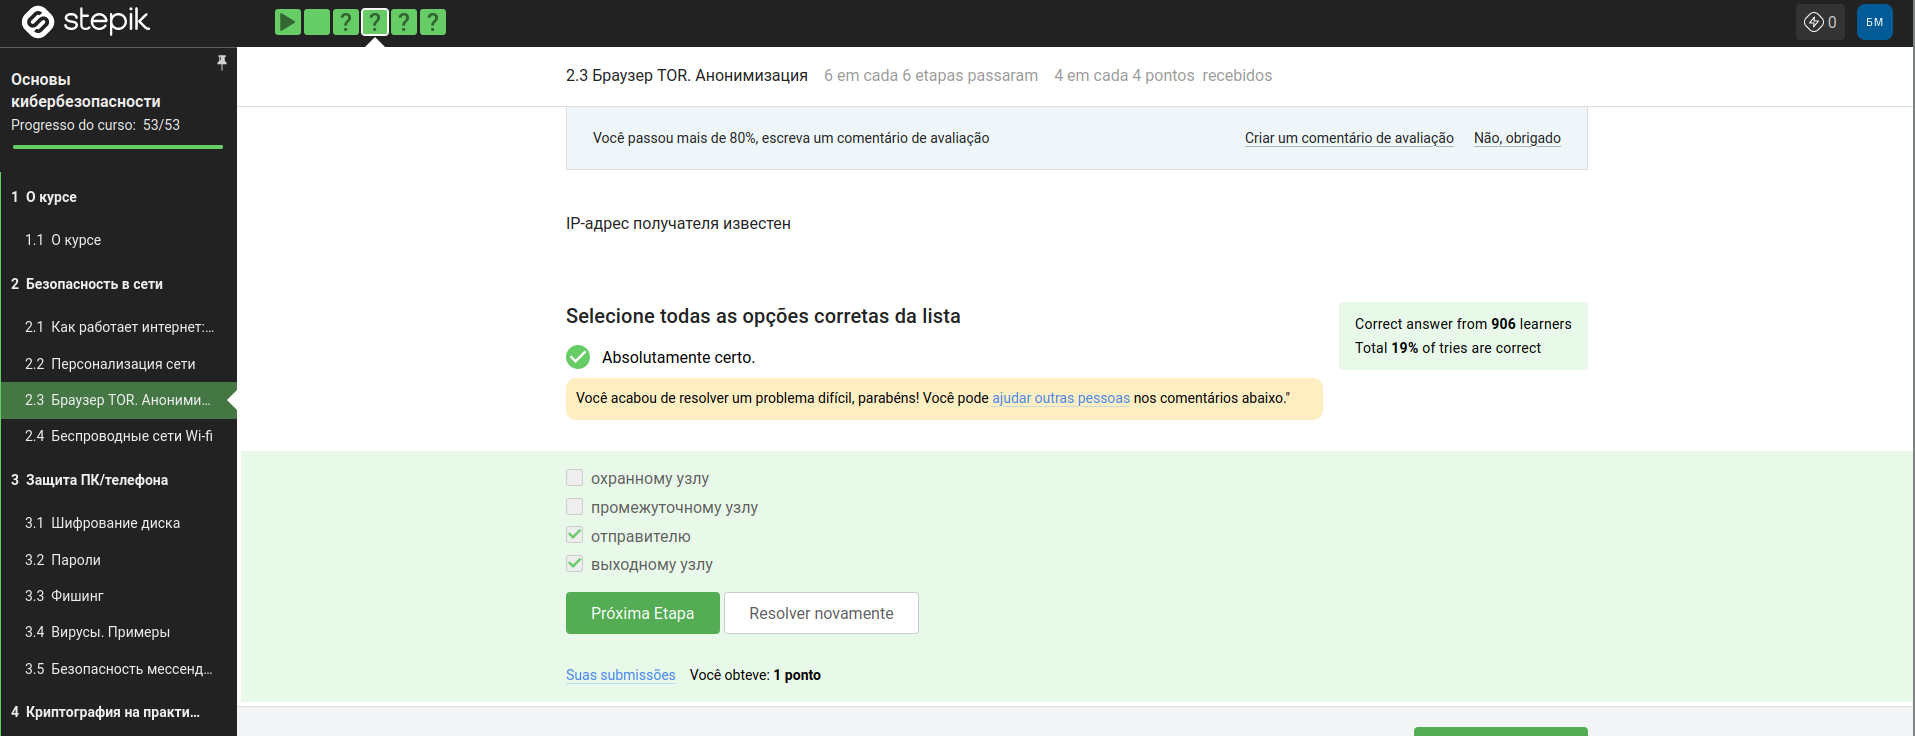 stepik
?
?
?
?
0
БМ
Основы
кибербезопасности
Progresso do curso: 53/53
1 О курсе
1.1 О курсе
2 Безопасность в сети
2.1 Как работает интернет:...
2.2 Персонализация сети
2.3 Браузер TOR. Аноними...
2.4 Беспроводные сети Wi-fi
3 Защита ПК/телефона
3.1 Шифрование диска
3.2 Пароли
3.3 Фишинг
3.4 Вирусы. Примеры
3.5 Безопасность мессенд...
4 Криптография на практи...
2.3 Браузер TOR. Анонимизация 6 em cada 6 etapas passaram 4 em cada 4 pontos recebidos
Você passou mais de 80%, escreva um comentário de avaliação Criar um comentário de avaliação Não, obrigado
IP-адрес получателя известен
Selecione todas as opções corretas da lista
Correct answer from 906 learners
Total 19% of tries are correct
Absolutamente certo.
Você acabou de resolver um problema difícil, parabéns! Você pode ajudar outras pessoas nos comentários abaixo."
охранному узлу
промежуточному узлу
отправителю
выходному узлу
Próxima Etapa Resolver novamente
Suas submissões Você obteve: 1 ponto